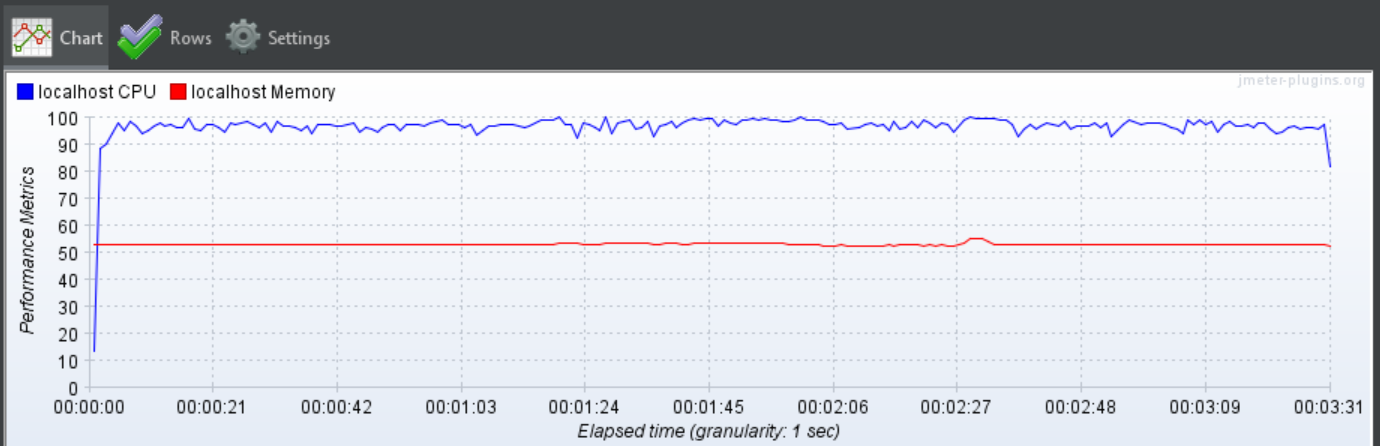 Chart Rows Settings
jmeter-plugins.org
localhost CPU localhost Memory
Performance Metrics
100
90
80
70
60
50
40
30
20
10
0
00:00:00 00:00:21 00:00:42 00:01:03 00:01:24 00:01:45 00:02:06 00:02:27 00:02:48 00:03:09 00:03:31
Elapsed time (granularity: 1 sec)